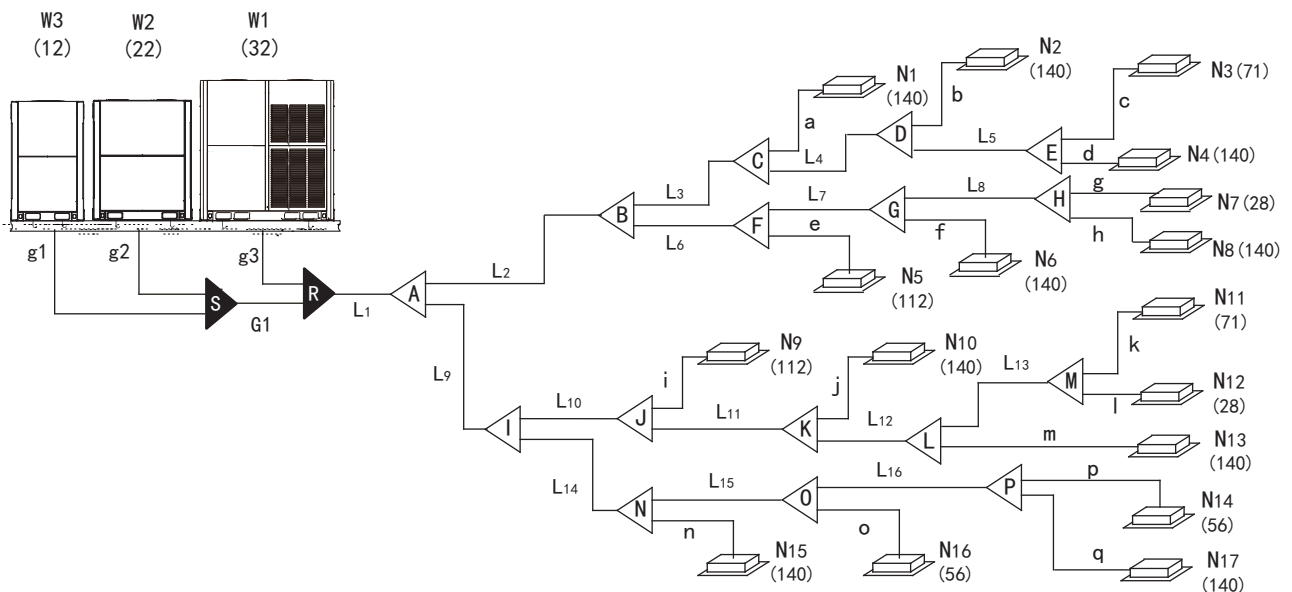 W3
(12)
W2
(22)
W1
(32)
g1
g2
g3
S
G1
R
L1
A
L2
L9
B
L3
L6
C
a
N1
(140)
L4
D
b
N2
(140)
L5
E
c
N3 (71)
d
N4 (140)
F
L7
e
N5
(112)
G
L8
f
N6
(140)
H
g
N7 (28)
h
N8 (140)
I
L10
L14
J
i
N9
(112)
L11
K
j
N10
(140)
L12
L
L13
M
k
N11
(71)
l
N12
(28)
m
N13
(140)
N
L15
n
N15
(140)
O
L16
o
N16
(56)
P
p
N14
(56)
q
N17
(140)